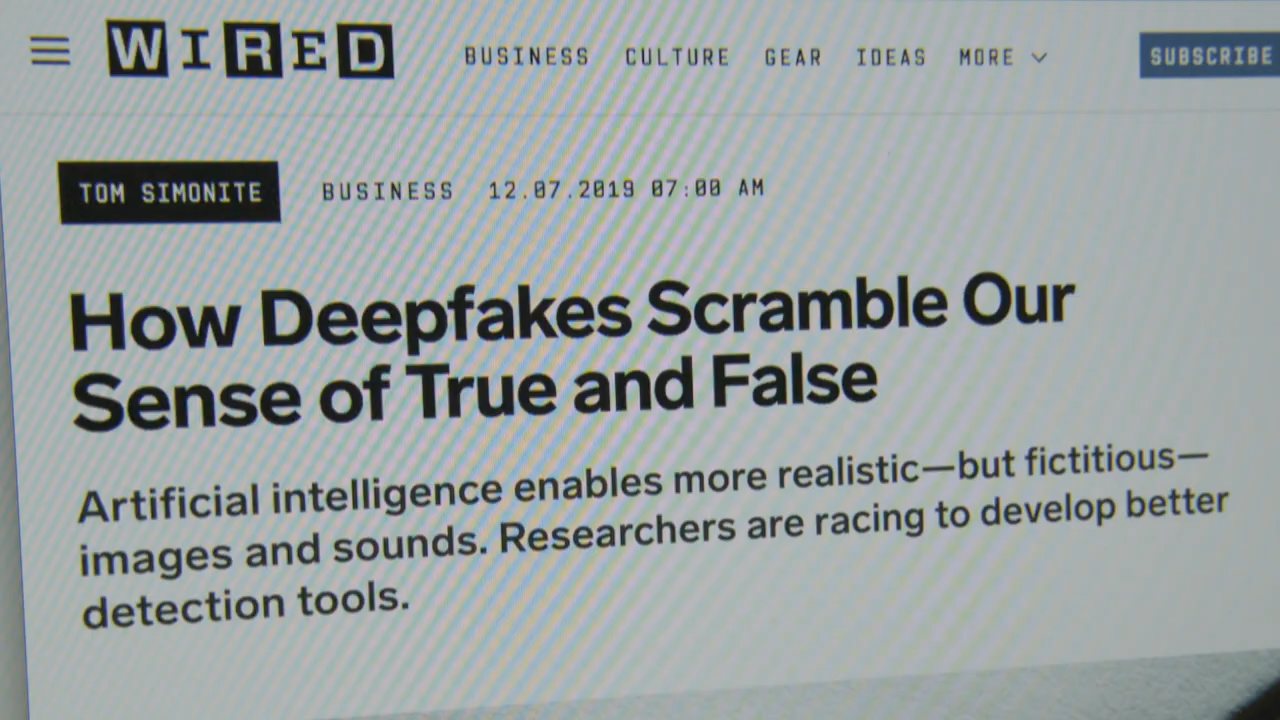 WIRED BUSINESS CULTURE GEAR IDEAS MORE SUBSCRIBE
TOM SIMONITE BUSINESS 12.07.2019 07:00 AM
How Deepfakes Scramble Our
Sense of True and False
Artificial intelligence enables more realistic—but fictitious—
images and sounds. Researchers are racing to develop better
detection tools.